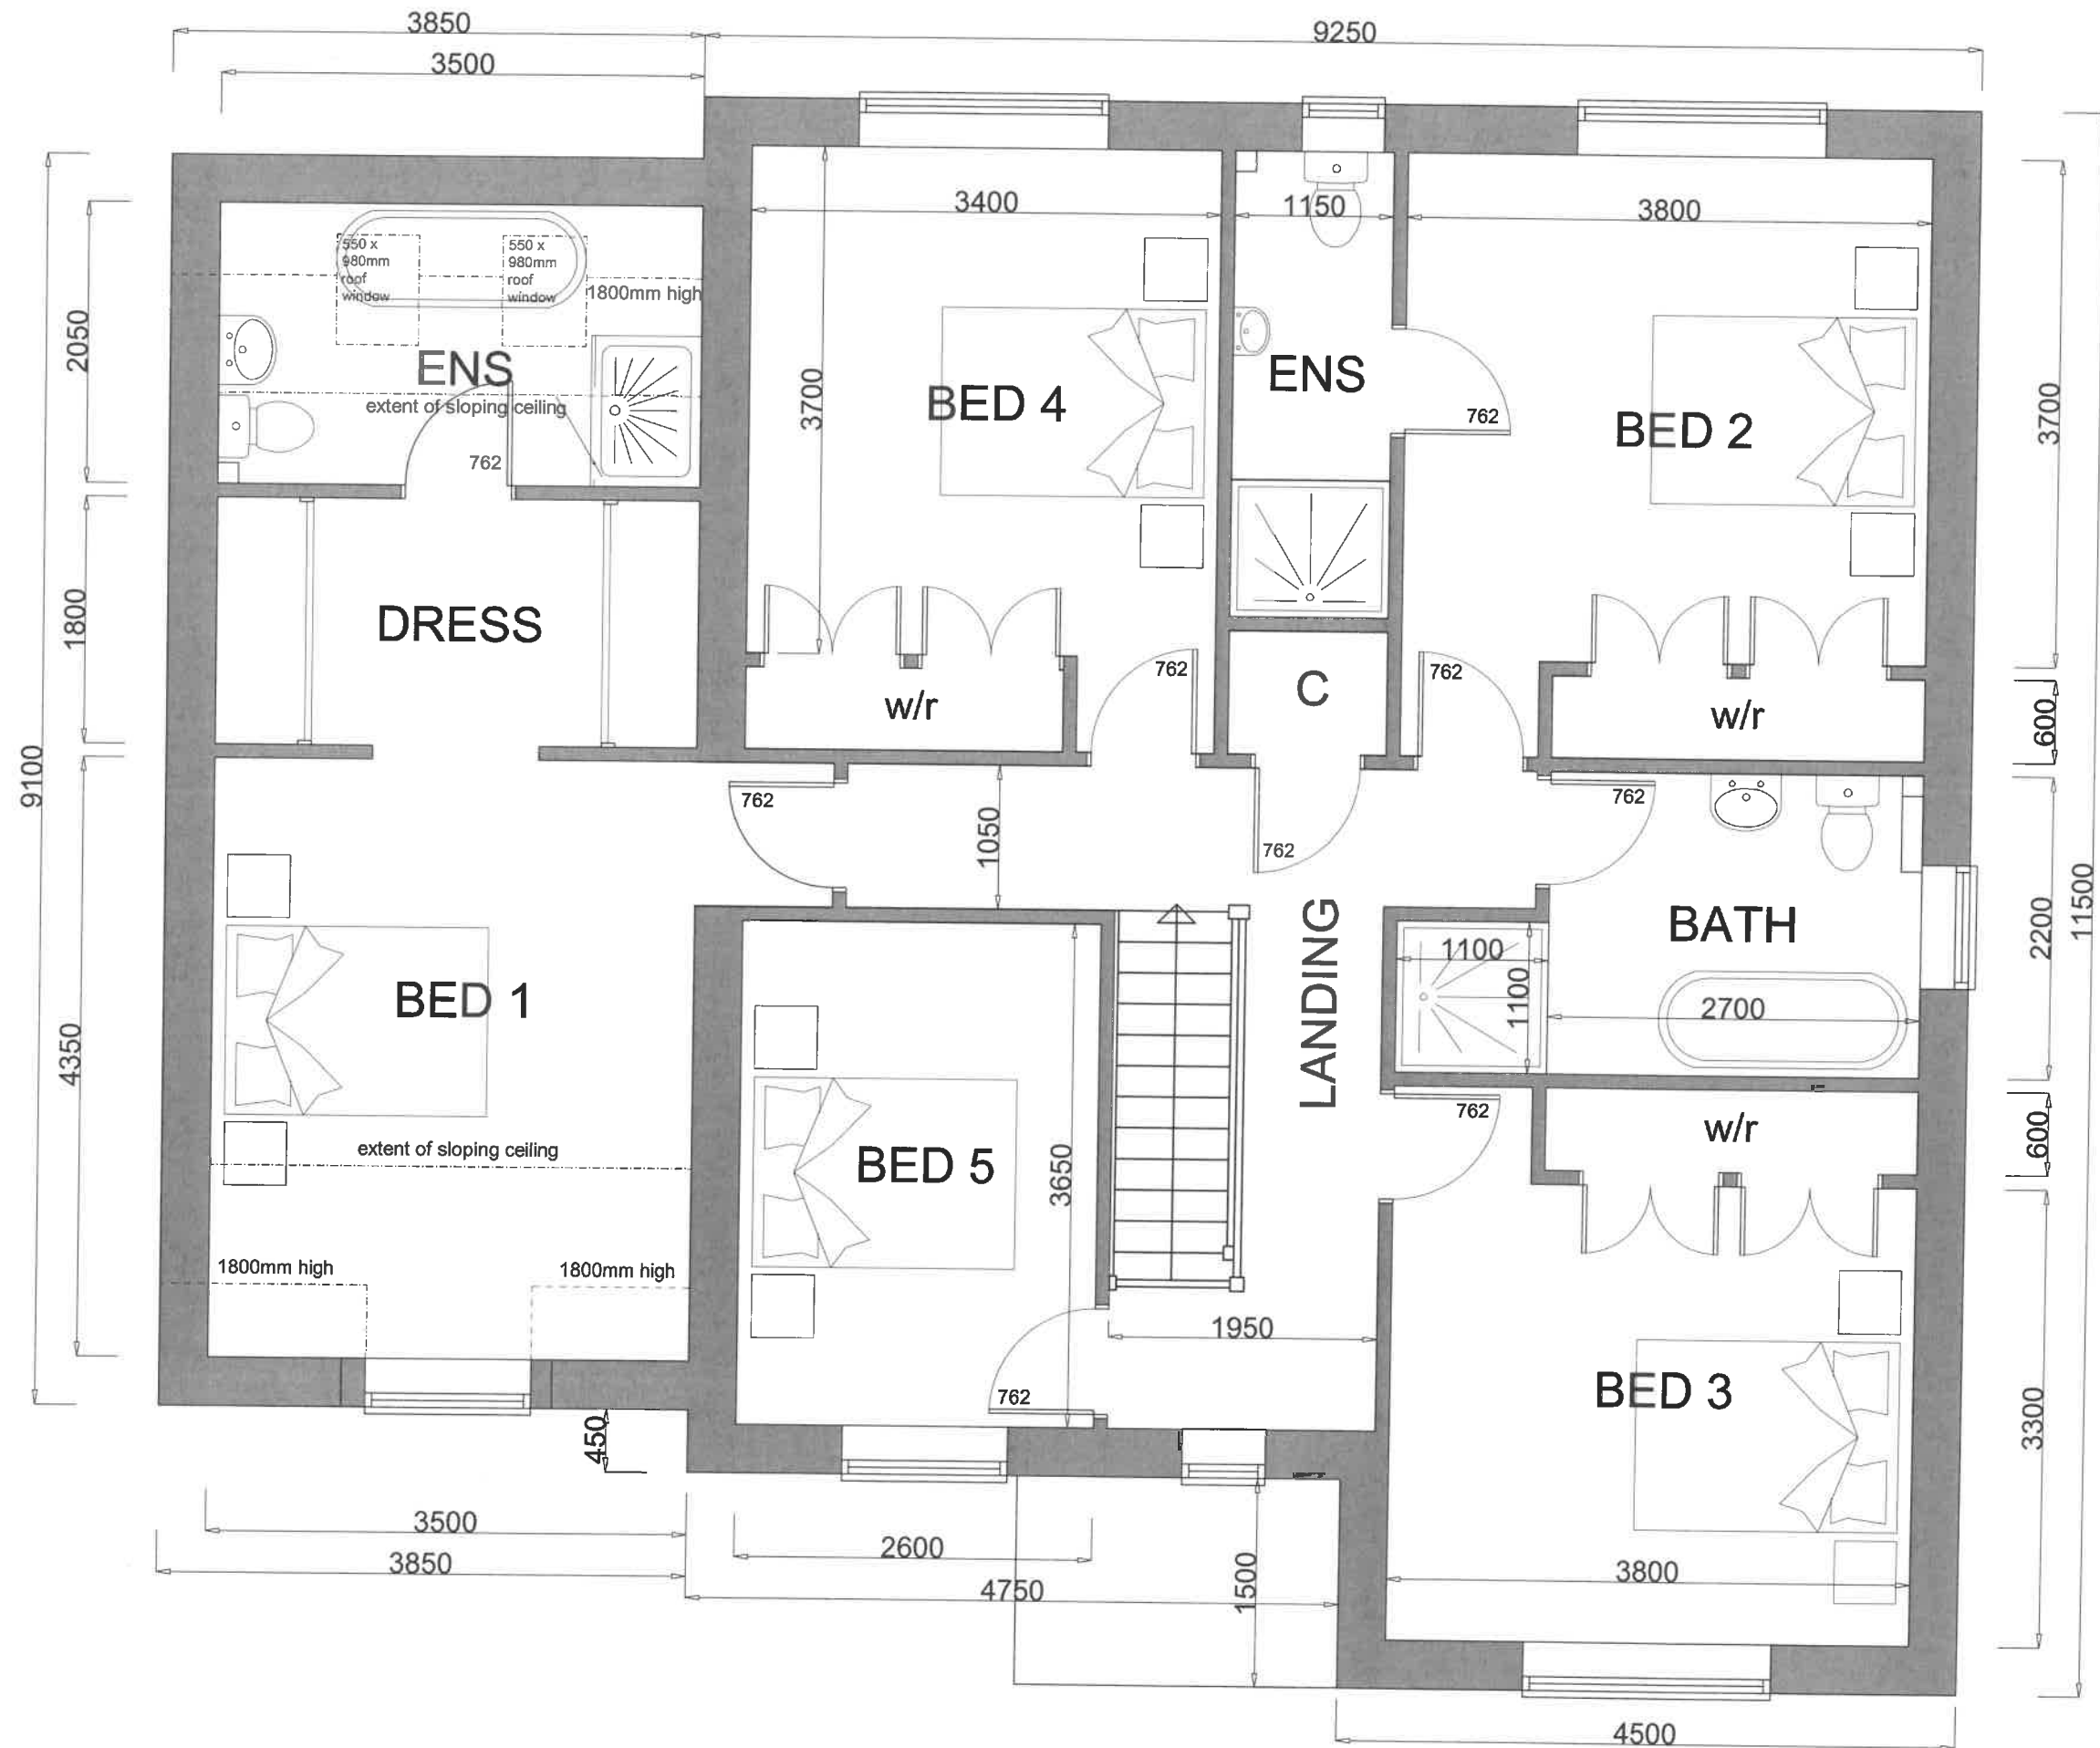 3850
9250
3500
3400
1150
3800
550 x
980mm
roof
window
550 x
980mm
roof
window
1800mm high
2050
ENS
extent of sloping ceiling
762
3700
BED 4
ENS
762
BED 2
3700
1800
DRESS
w/r
762
C
762
w/r
600
9100
762
1050
762
762
BATH
2200
11500
LANDING
1100
1100
2700
BED 1
4350
extent of sloping ceiling
1800mm high
1800mm high
BED 5
3650
762
w/r
600
1950
762
BED 3
3300
450
3500
3850
2600
4750
1500
3800
4500